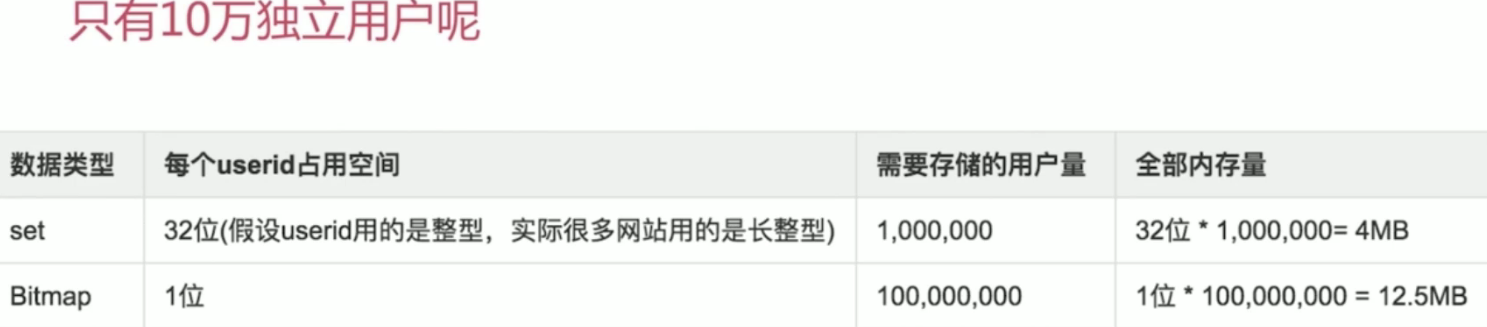 只有10万独立用户呢
数据类型 每个userid占用空间 需要存储的用户量 全部内存量
set 32位(假设userid用的是整型，实际很多网站用的是长整型) 1,000,000 32位 * 1,000,000= 4MB
Bitmap 1位 100,000,000 1位 * 100,000,000 = 12.5MB